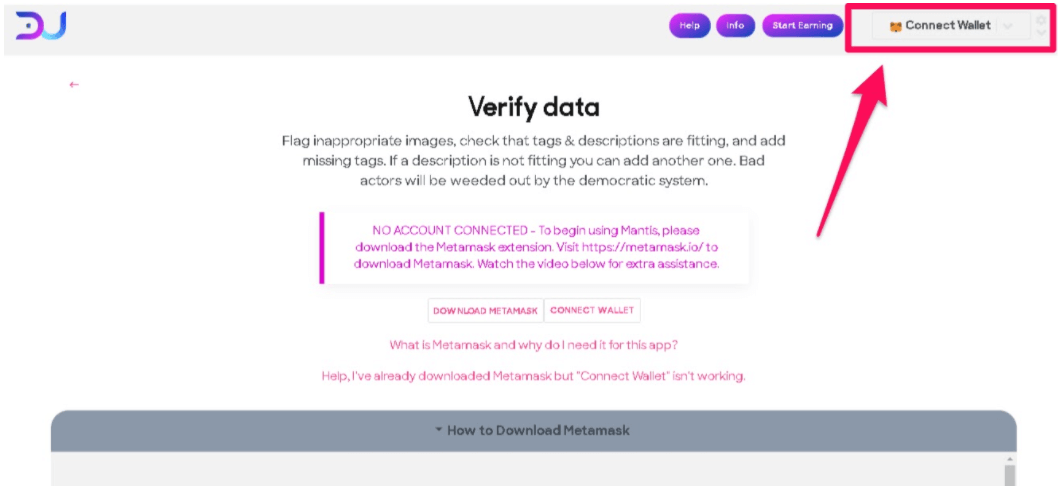 Help
Info
Start Earning
Connect Wallet
←
Verify data
Flag inappropriate images, check that tags & descriptions are fitting, and add
missing tags. If a description is not fitting you can add another one. Bad
actors will be weeded out by the democratic system.
NO ACCOUNT CONNECTED - To begin using Mantis, please
download the Metamask extension. Visit https://metamask.io/ to
download Metamask. Watch the video below for extra assistance.
DOWNLOAD METAMASK
CONNECT WALLET
What is Metamask and why do I need it for this app?
Help, I've already downloaded Metamask but "Connect Wallet" isn't working.
How to Download Metamask